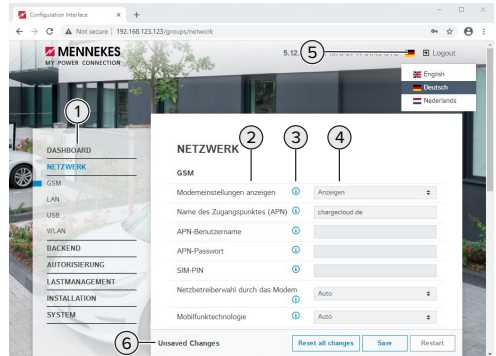 Configuration Interface
Not secure | 192.168.123.123/groups/network
MENNEKES
MY POWER CONNECTION
5.12.
5
Logout
English
Deutsch
Nederlands
1
2
3
4
DASHBOARD
NETZWERK
GSM
LAN
USB
WLAN
BACKEND
AUTORISIERUNG
LASTMANAGEMENT
INSTALLATION
SYSTEM
NETZWERK
GSM
Modemeinstellungen anzeigen Anzeigen
Name des Zugangspunktes (APN) chargecloud.de
APN-Benutzername
APN-Passwort
SIM-PIN
Netzbetreiberwahl durch das Modem Auto
Mobilfunktechnologie Auto
6
Unsaved Changes Reset all changes Save Restart